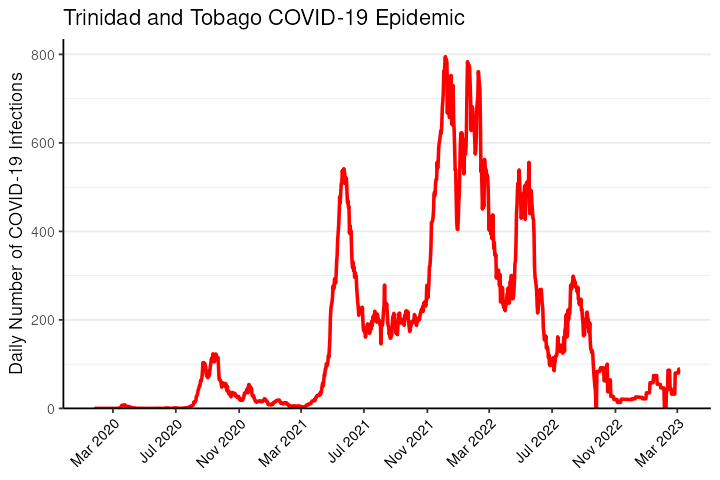 Trinidad and Tobago COVID-19 Epidemic
Daily Number of COVID-19 Infections
800
600
400
200
0
Mar 2020
Jul 2020
Nov 2020
Mar 2021
Jul 2021
Nov 2021
Mar 2022
Jul 2022
Nov 2022
Mar 2023